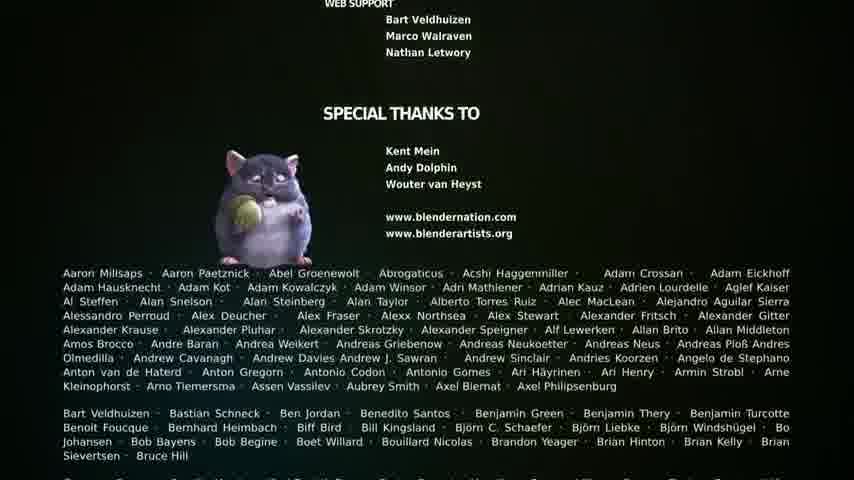 WEB SUPPORT
Bart Veldhuizen
Marco Walraven
Nathan Letwory
SPECIAL THANKS TO
Kent Mein
Andy Dolphin
Wouter van Heyst
www.blendernation.com
www.blenderartists.org
Aaron Millsaps · Aaron Paetznick · Abel Groenewolt · Abrogaticus · Acshi Haggenmiller · Adam Crossan · Adam Eickhoff
Adam Hausknecht · Adam Kot · Adam Kowalczyk · Adam Winsor · Adri Mathlener · Adrian Kauz · Adrien Lourdelle · Aglef Kaiser
Al Steffen · Alan Snelson · Alan Steinberg · Alan Taylor · Alberto Torres Ruiz · Alec MacLean · Alejandro Aguilar Sierra
Alessandro Perroud · Alex Deucher · Alex Fraser · Alexx Northsea · Alex Stewart · Alexander Fritsch · Alexander Gitter
Alexander Krause · Alexander Pluhar · Alexander Skrotzky · Alexander Speigner · Alf Lewerken · Allan Brito · Allan Middleton
Amos Brocco · Andre Baran · Andrea Weikert · Andreas Griebenow · Andreas Neukoetter · Andreas Neus · Andreas Ploß Andres
Olmedilla · Andrew Cavanagh · Andrew Davies Andrew J. Sawran · Andrew Sinclair · Andries Koorzen · Angelo de Stephano
Anton van de Haterd · Anton Gregorn · Antonio Codon · Antonio Gomes · Ari Häyrinen · Ari Henry · Armin Strobl · Arne
Kleinophorst · Arno Tiemersma · Assen Vassilev · Aubrey Smith · Axel Biernat · Axel Philipsenburg
Bart Veldhuizen · Bastian Schneck · Ben Jordan · Benedito Santos · Benjamin Green · Benjamin Thery · Benjamin Turcotte
Benoit Foucque · Bernhard Heimbach · Biff Bird · Bill Kingsland · Björn C. Schaefer · Björn Liebke · Björn Windshügel · Bo
Johansen · Bob Bayens · Bob Begine · Boet Willard · Bouillard Nicolas · Brandon Yeager · Brian Hinton · Brian Kelly · Brian
Sievertsen · Bruce Hill